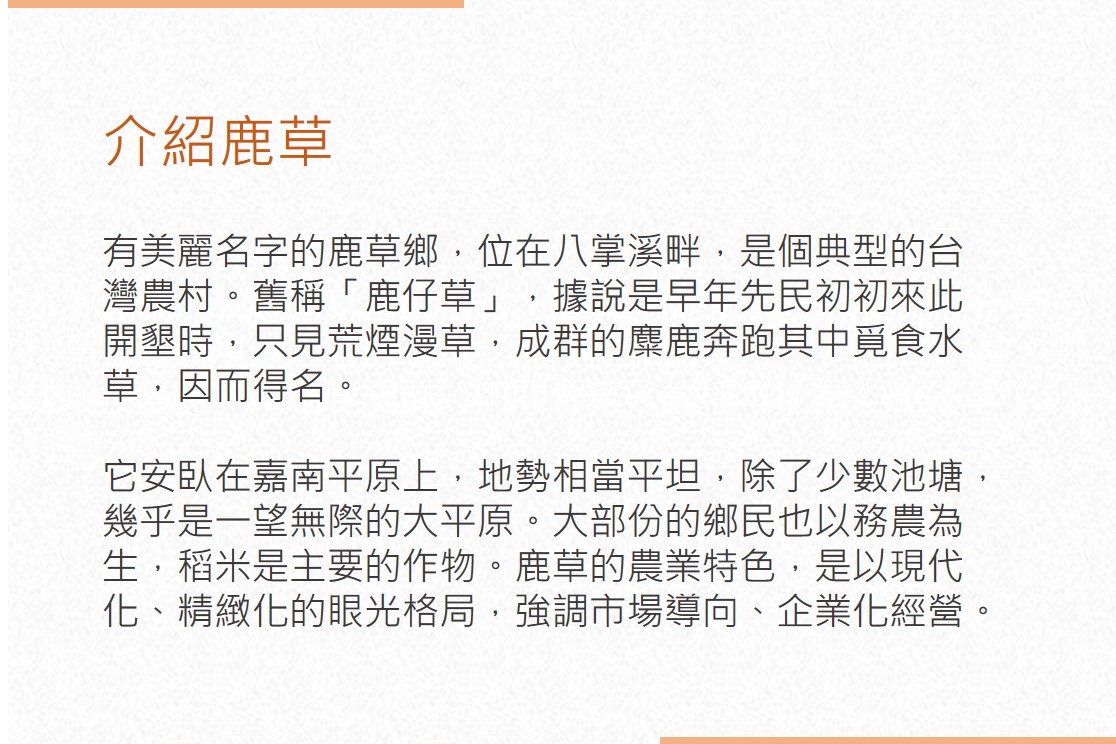 介紹鹿草
有美麗名字的鹿草鄉，位在八掌溪畔，是個典型的台
灣農村。舊稱「鹿仔草」，據說是早年先民初初來此
開墾時，只見荒煙漫草，成群的麋鹿奔跑其中覓食水
草，因而得名。
它安臥在嘉南平原上，地勢相當平坦，除了少數池塘，
幾乎是一望無際的大平原。大部份的鄉民也以務農為
生，稻米是主要的作物。鹿草的農業特色，是以現代
化、精緻化的眼光格局，強調市場導向、企業化經營。